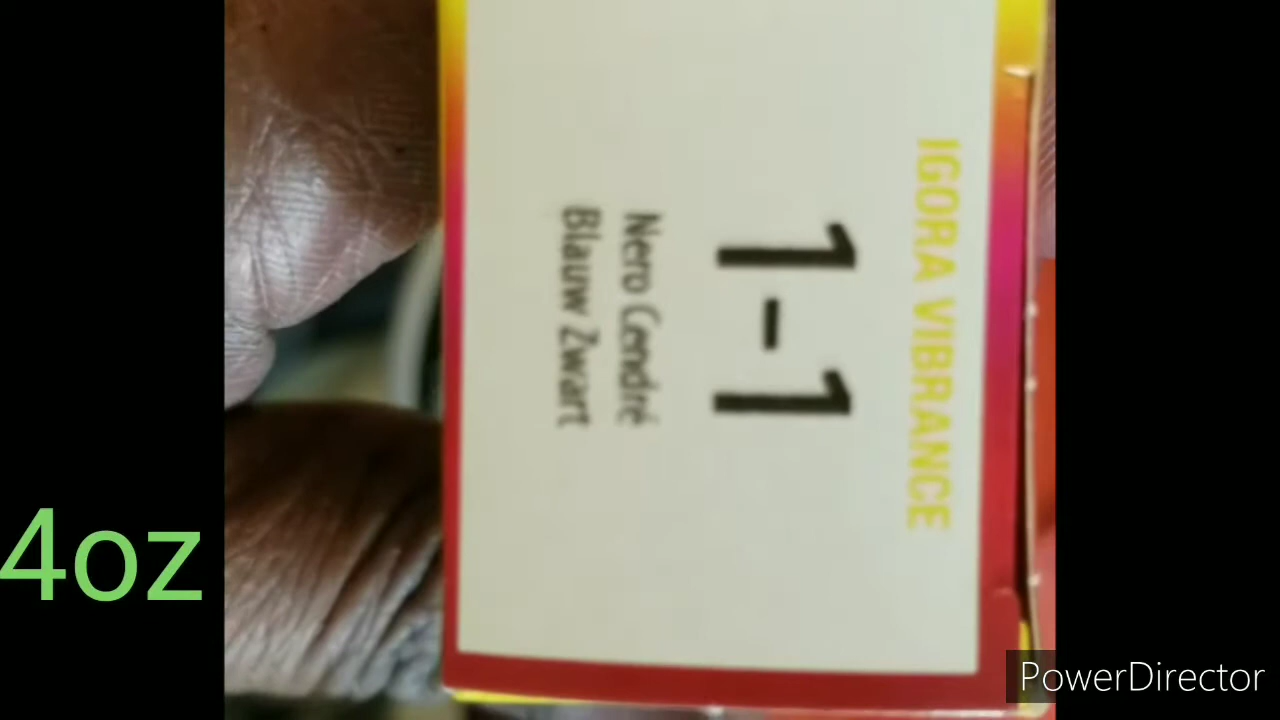 IGORA VIBRANCE
1-1
Nero Cendré
Blauw Zwart
4oz
PowerDirector